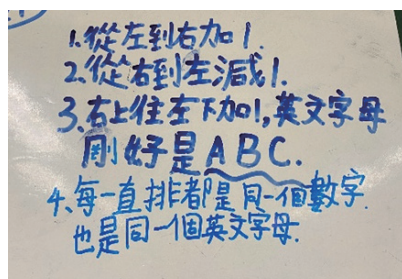 1.從左到右加1.
2.從右到左減1.
3.右上往左下加1,英文字母
剛好是ABC.
4、每一直排都是同一個數字.
也是同一個英文字母.